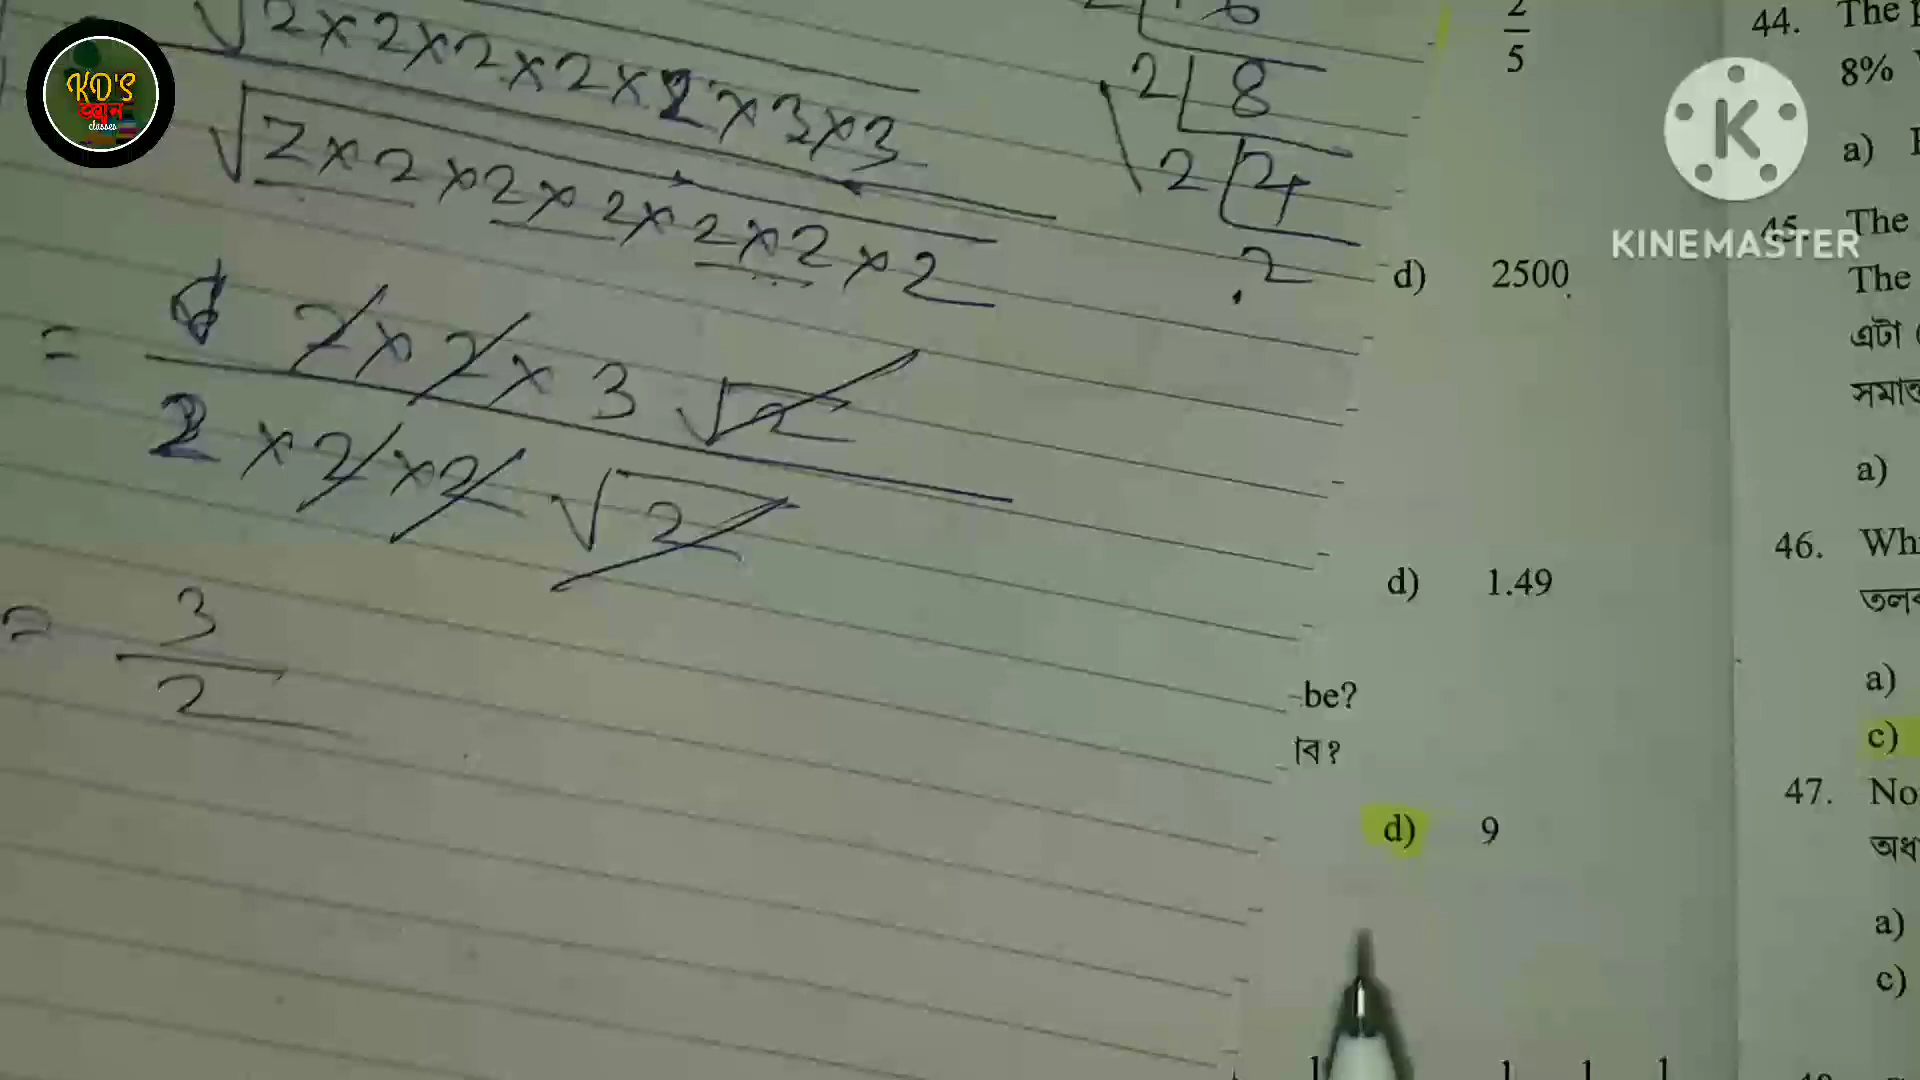 KD'S
জ্ঞান
classes
√2×2×2×2×2×3×3
√2×2×2×2×2×2×2
= 2×2×3√2
2×2×2√2
= 3
2
8
2 8
2 4
2
2
5
d) 2500
d) 1.49
be?
বি?
d) 9
KINEMASTER
44. The
8%
a)
45. The
The
এটা
a)
46. Wh
a)
c)
47. No
a)
c)